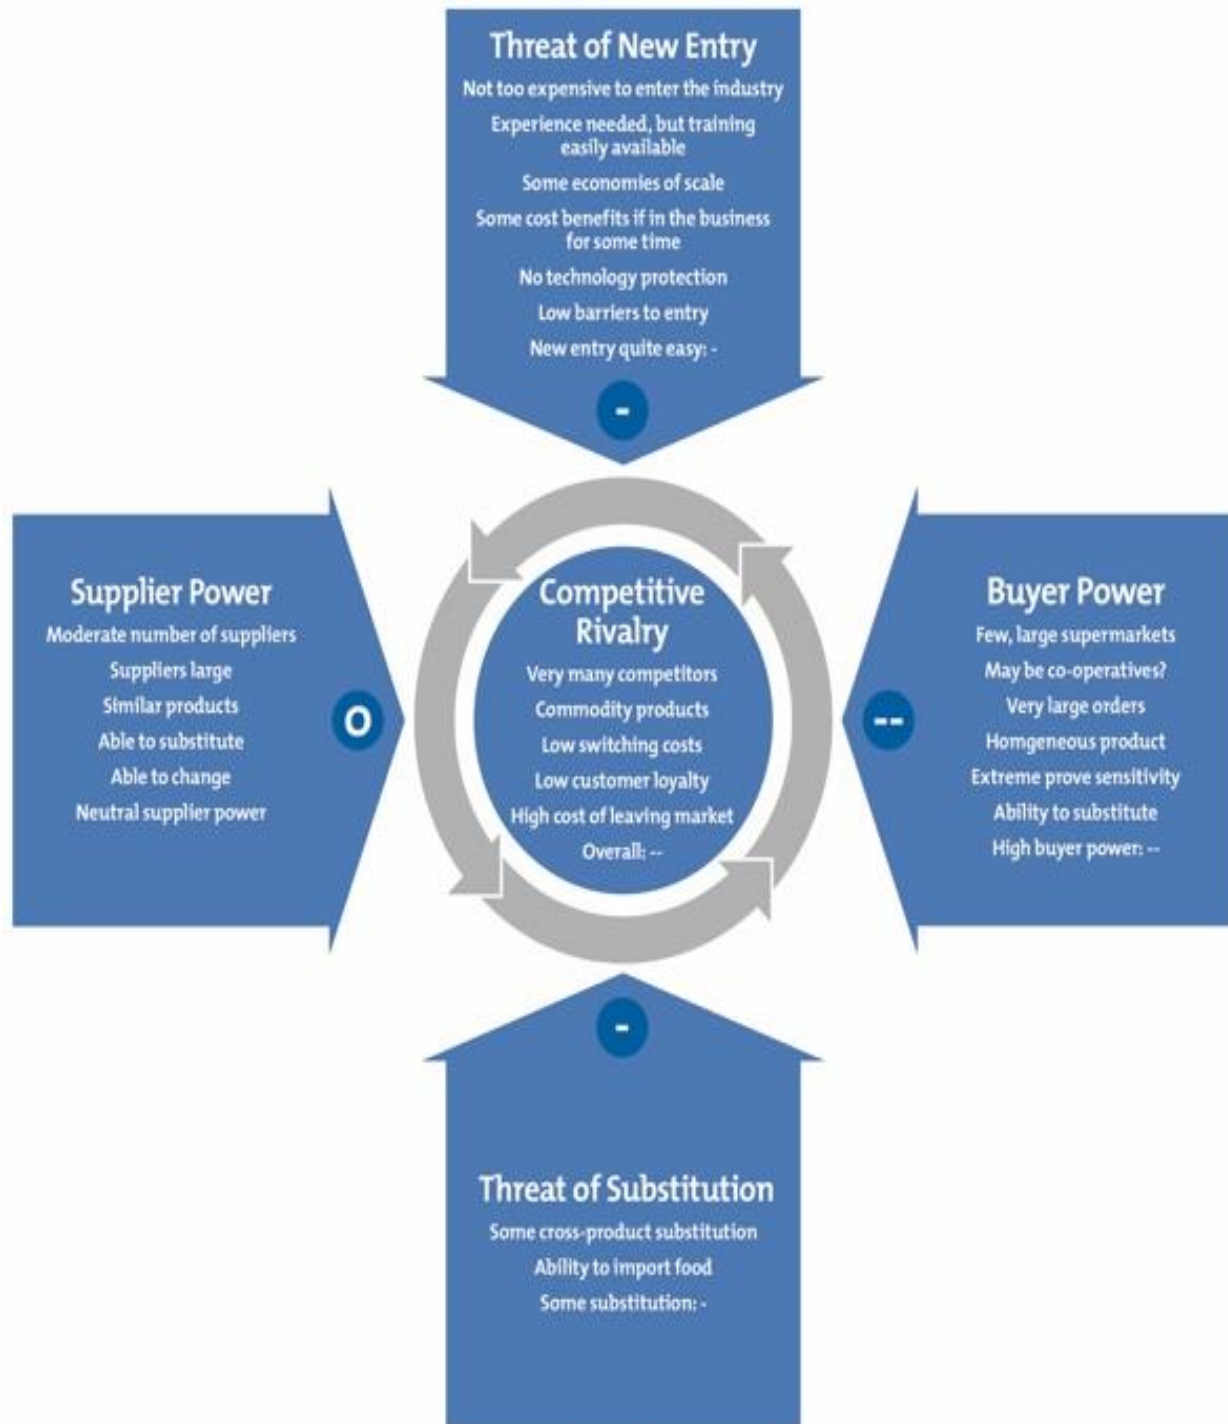 Threat of New Entry
Not too expensive to enter the industry
Experience needed, but training
easily available
Some economies of scale
Some cost benefits if in the business
for some time
No technology protection
Low barriers to entry
New entry quite easy: -
-
Supplier Power
Moderate number of suppliers
Suppliers large
Similar products
Able to substitute
Able to change
Neutral supplier power
o
Competitive
Rivalry
Very many competitors
Commodity products
Low switching costs
Low customer loyalty
High cost of leaving market
Overall: --
--
Buyer Power
Few, large supermarkets
May be co-operatives?
Very large orders
Homgeneous product
Extreme prove sensitivity
Ability to substitute
High buyer power: --
-
Threat of Substitution
Some cross-product substitution
Ability to import food
Some substitution: -